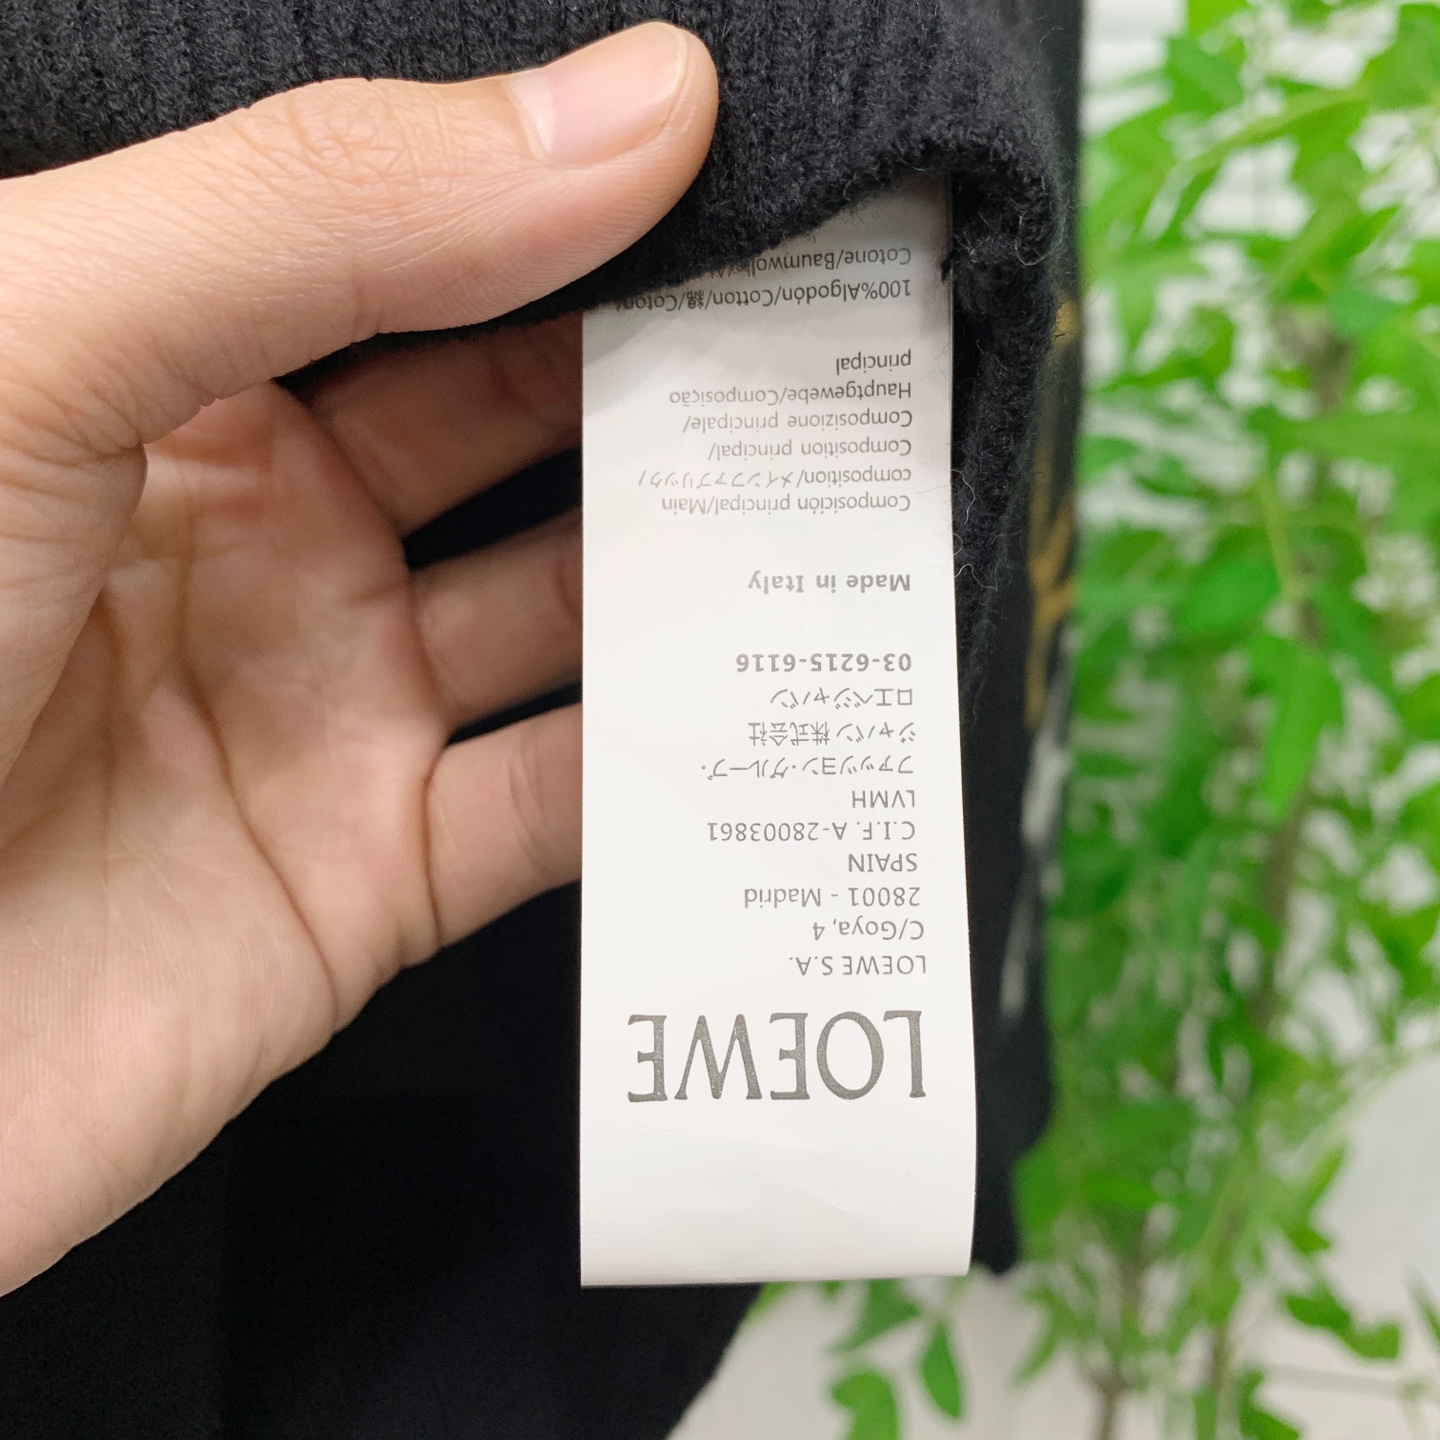 LOEWE
LOEWE S.A.
C/Goya, 4
28001 - Madrid
SPAIN
C.I.F. A-28003861
LVMH
ファッツヨン・グループ・
ジャパン 株式会社
ロエベジャパン
03-6215-6116
Made in Italy
Composición principal/Main
composition/メインファブリック/
Composition principal/
Composizione principale/
Hauptgewebe/Composição
principal
100%Algodón/Cotton/綿/Coton/
Cotone/Baumwolle/